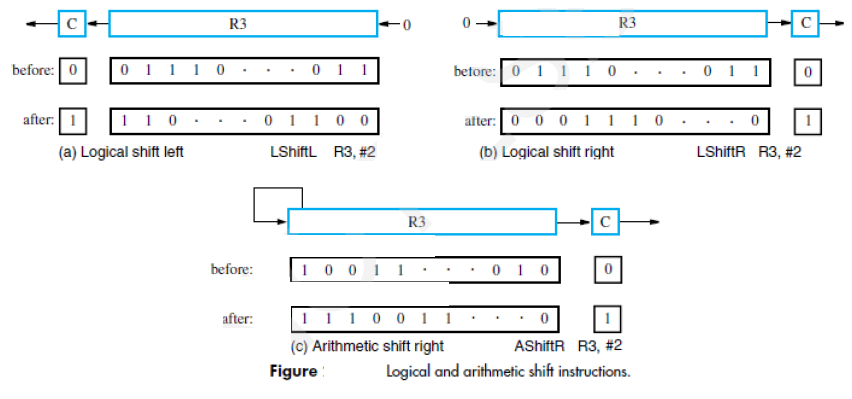 C R3 0
before: 0 0 1 1 1 0 · · · 0 1 1
after: 1 1 1 0 · · · 0 1 1 0 0
(a) Logical shift left LShiftL R3, #2
0 R3 C
before: 0 1 1 1 0 · · · 0 1 1 0
after: 0 0 0 1 1 1 0 · · · 0 1
(b) Logical shift right LShiftR R3, #2
R3 C
before: 1 0 0 1 1 · · · 0 1 0 0
after: 1 1 1 0 0 1 1 · · · 0 1
(c) Arithmetic shift right AShiftR R3, #2
Figure Logical and arithmetic shift instructions.